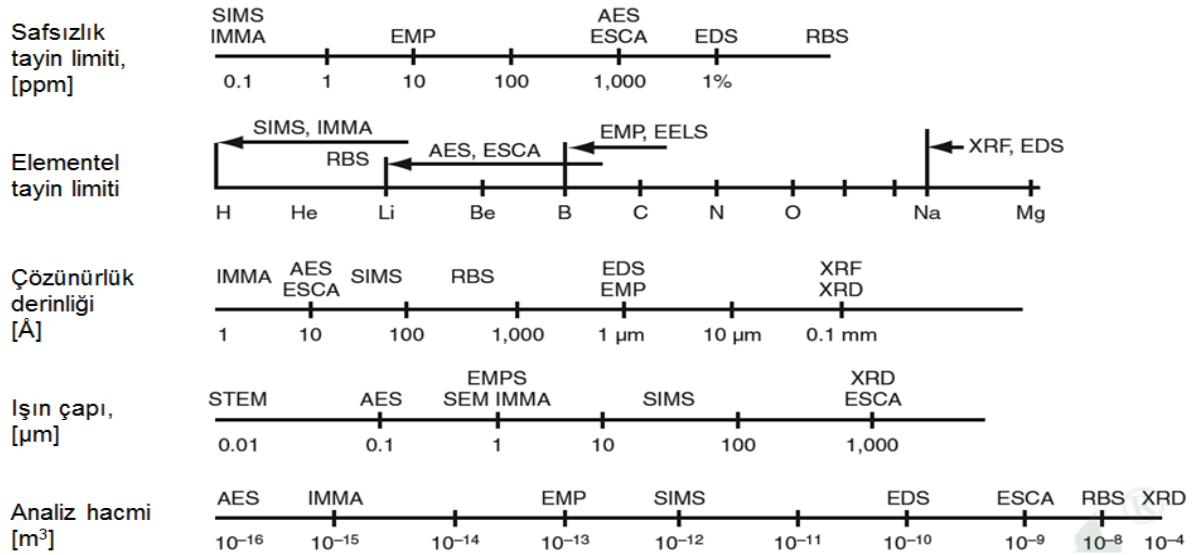 Safsızlık
tayin limiti,
[ppm]
SIMS
IMMA
EMP
AES
ESCA
EDS
RBS
0.1 1 10 100 1,000 1%
Elementel
tayin limiti
SIMS, IMMA
RBS
AES, ESCA
EMP, EELS
XRF, EDS
H He Li Be B C N O Na Mg
Çözünürlük
derinliği
[Å]
IMMA
AES
ESCA
SIMS
RBS
EDS
EMP
XRF
XRD
1 10 100 1,000 1 µm 10 µm 0.1 mm
Işın çapı,
[µm]
STEM
AES
EMPS
SEM IMMA
SIMS
XRD
ESCA
0.01 0.1 1 10 100 1,000
Analiz hacmi
[m³]
AES IMMA EMP SIMS EDS ESCA RBS XRD
10⁻¹⁶ 10⁻¹⁵ 10⁻¹⁴ 10⁻¹³ 10⁻¹² 10⁻¹¹ 10⁻¹⁰ 10⁻⁹ 10⁻⁸ 10⁻⁴